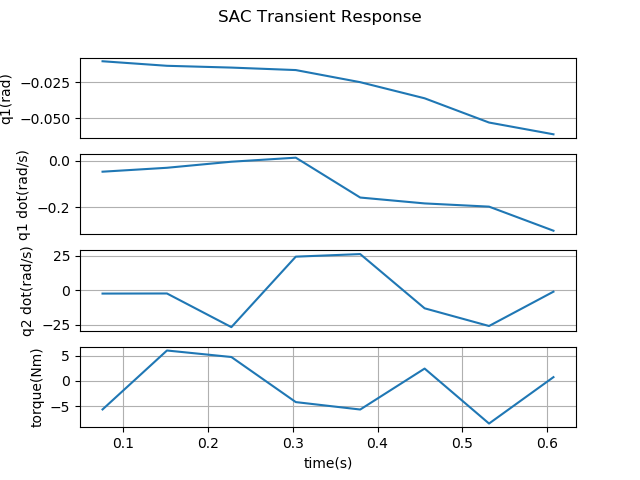 SAC Transient Response
q1(rad)
−0.025
−0.050
q1 dot(rad/s)
0.0
−0.2
q2 dot(rad/s)
25
0
−25
torque(Nm)
5
0
−5
0.1 0.2 0.3 0.4 0.5 0.6
time(s)